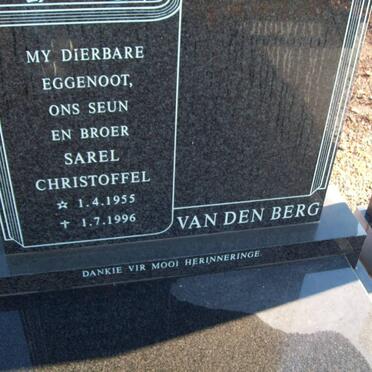 MY DIERBARE
EGGENOOT,
ONS SEUN
EN BROER
SAREL
CHRISTOFFEL
☆ 1.4.1955
✝ 1.7.1996
VAN DEN BERG
DANKIE VIR MOOI HERINNERINGE.